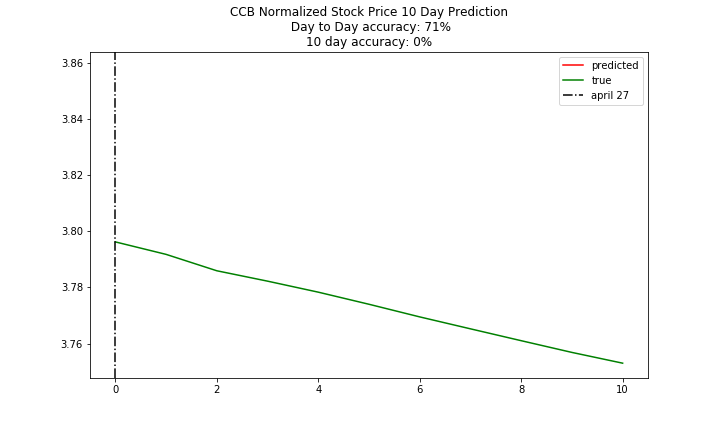 CCB Normalized Stock Price 10 Day Prediction
Day to Day accuracy: 71%
10 day accuracy: 0%
3.86
3.84
3.82
3.80
3.78
3.76
predicted
true
april 27
0 2 4 6 8 10